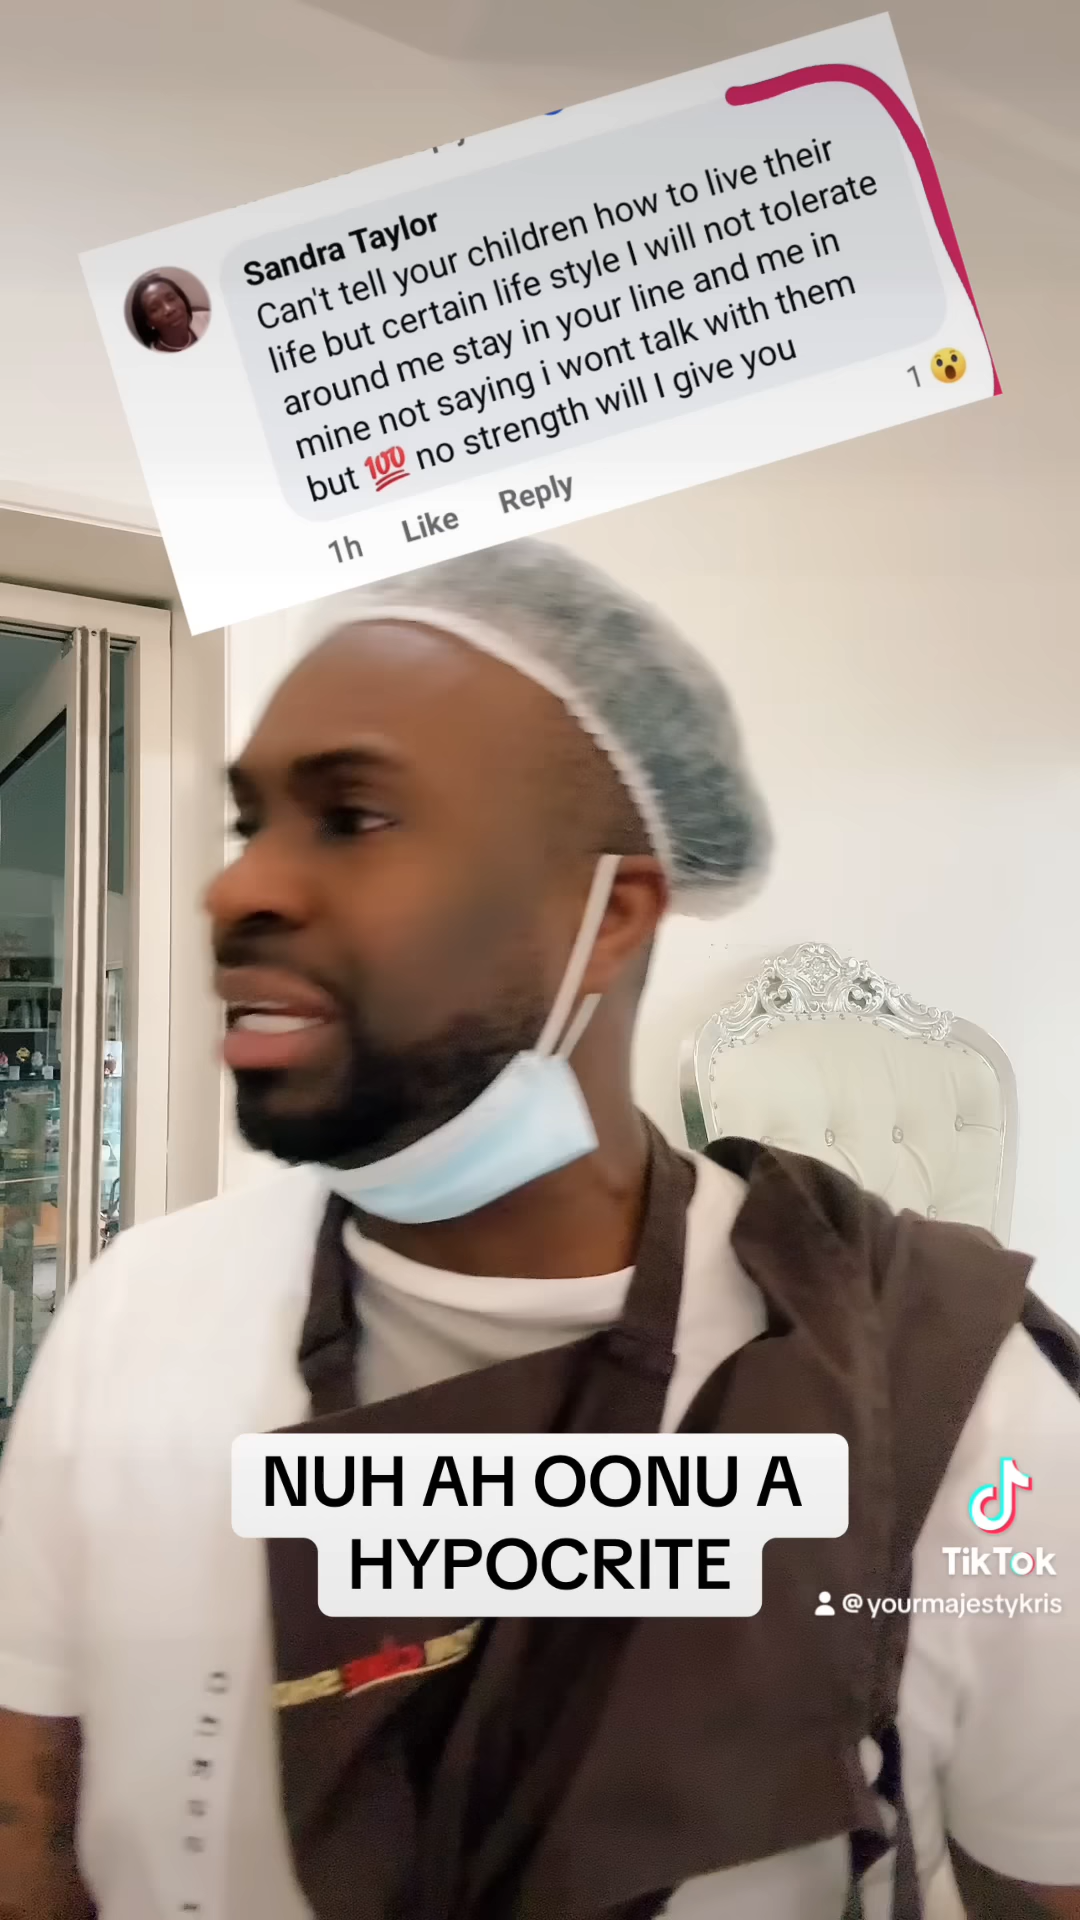 Sandra Taylor
Can't tell your children how to live their
life but certain life style I will not tolerate
around me stay in your line and me in
mine not saying i wont talk with them
but 💯 no strength will I give you
1 😮
1h Like Reply
NUH AH OONU A
HYPOCRITE
TikTok
@yourmajestykris